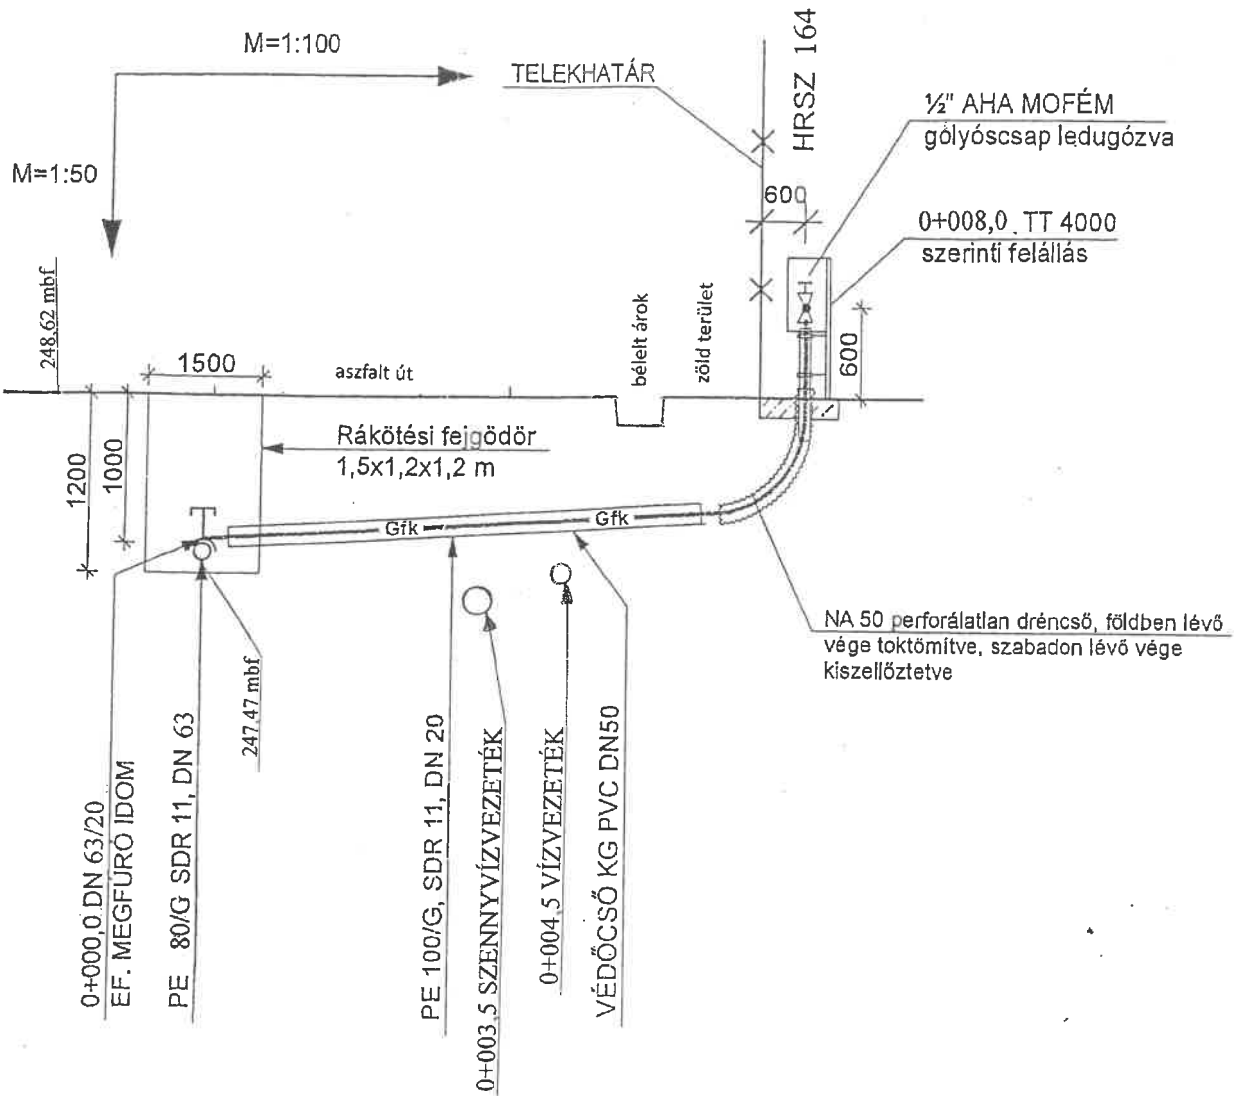 M=1:100
M=1:50
TELEKHATÁR
HRSZ 164
½" AHA MOFÉM
gólyóscsap ledugózva
600
0+008,0. TT 4000
szerinti felállás
248.62 mbf
1500
aszfalt út
bélelt árok
zöld terület
600
1200
1000
Rákötési fejgödör
1,5x1,2x1,2 m
Gfk
Gfk
NA 50 perforálatlan dréncső, földben lévő
vége toktömítve, szabadon lévő vége
kiszellőztetve
0+000,0 DN 63/20
EF. MEGFÚRÓ IDOM
PE 80/G SDR 11, DN 63
247.47 mbf
PE 100/G, SDR 11, DN 20
0+003.5 SZENNYVÍZVEZETÉK
0+004.5 VÍZVEZETÉK
VÉDŐCSŐ KG PVC DN50